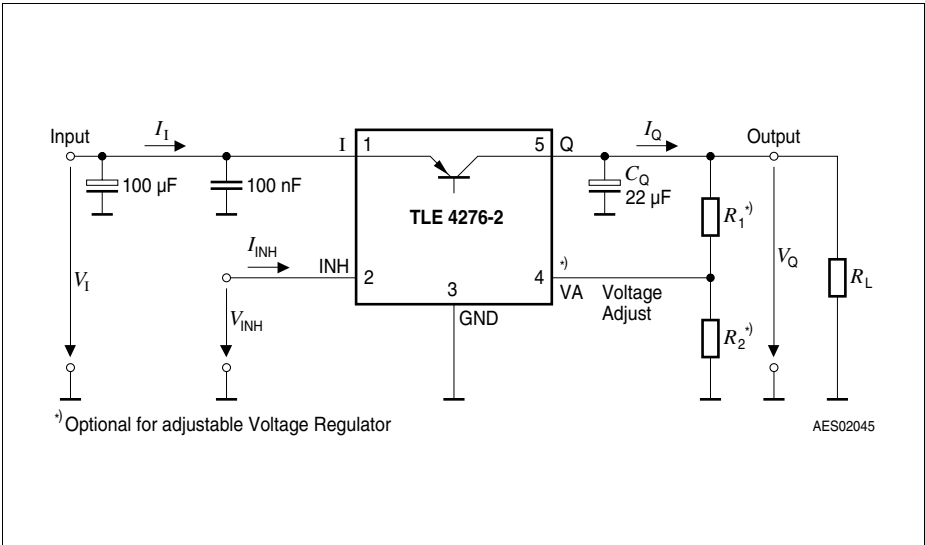 Input
I_I
I
1
5
Q
I_Q
Output
100 µF
100 nF
C_Q
22 µF
TLE 4276-2
R_1*)
V_I
I_INH
INH
2
3
4
*)
VA
Voltage
Adjust
V_Q
R_L
V_INH
GND
R_2*)
*) Optional for adjustable Voltage Regulator
AES02045